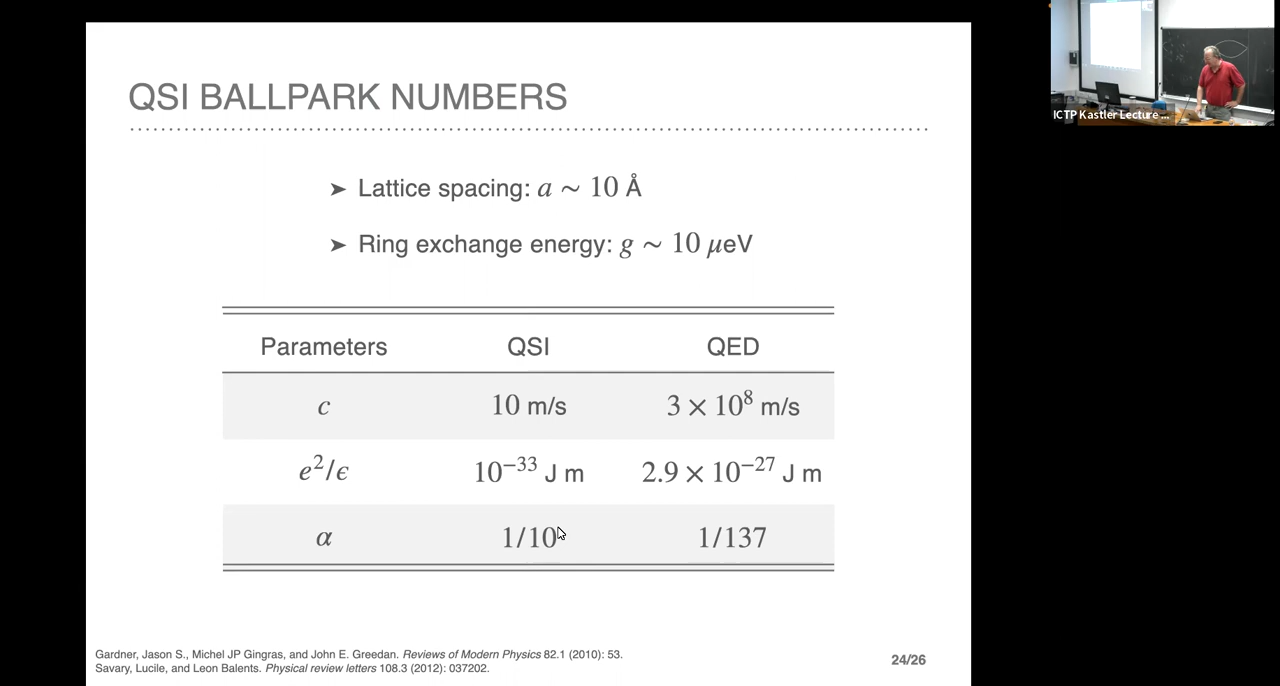 QSI BALLPARK NUMBERS
➤ Lattice spacing: a ∼ 10 Å
➤ Ring exchange energy: g ∼ 10 μeV
Parameters QSI QED
c 10 m/s 3 × 10⁸ m/s
e²/ϵ 10⁻³³ J m 2.9 × 10⁻²⁷ J m
α 1/10 1/137
Gardner, Jason S., Michel JP Gingras, and John E. Greedan. Reviews of Modern Physics 82.1 (2010): 53.
Savary, Lucile, and Leon Balents. Physical review letters 108.3 (2012): 037202.
24/26
ICTP Kastler Lecture ...